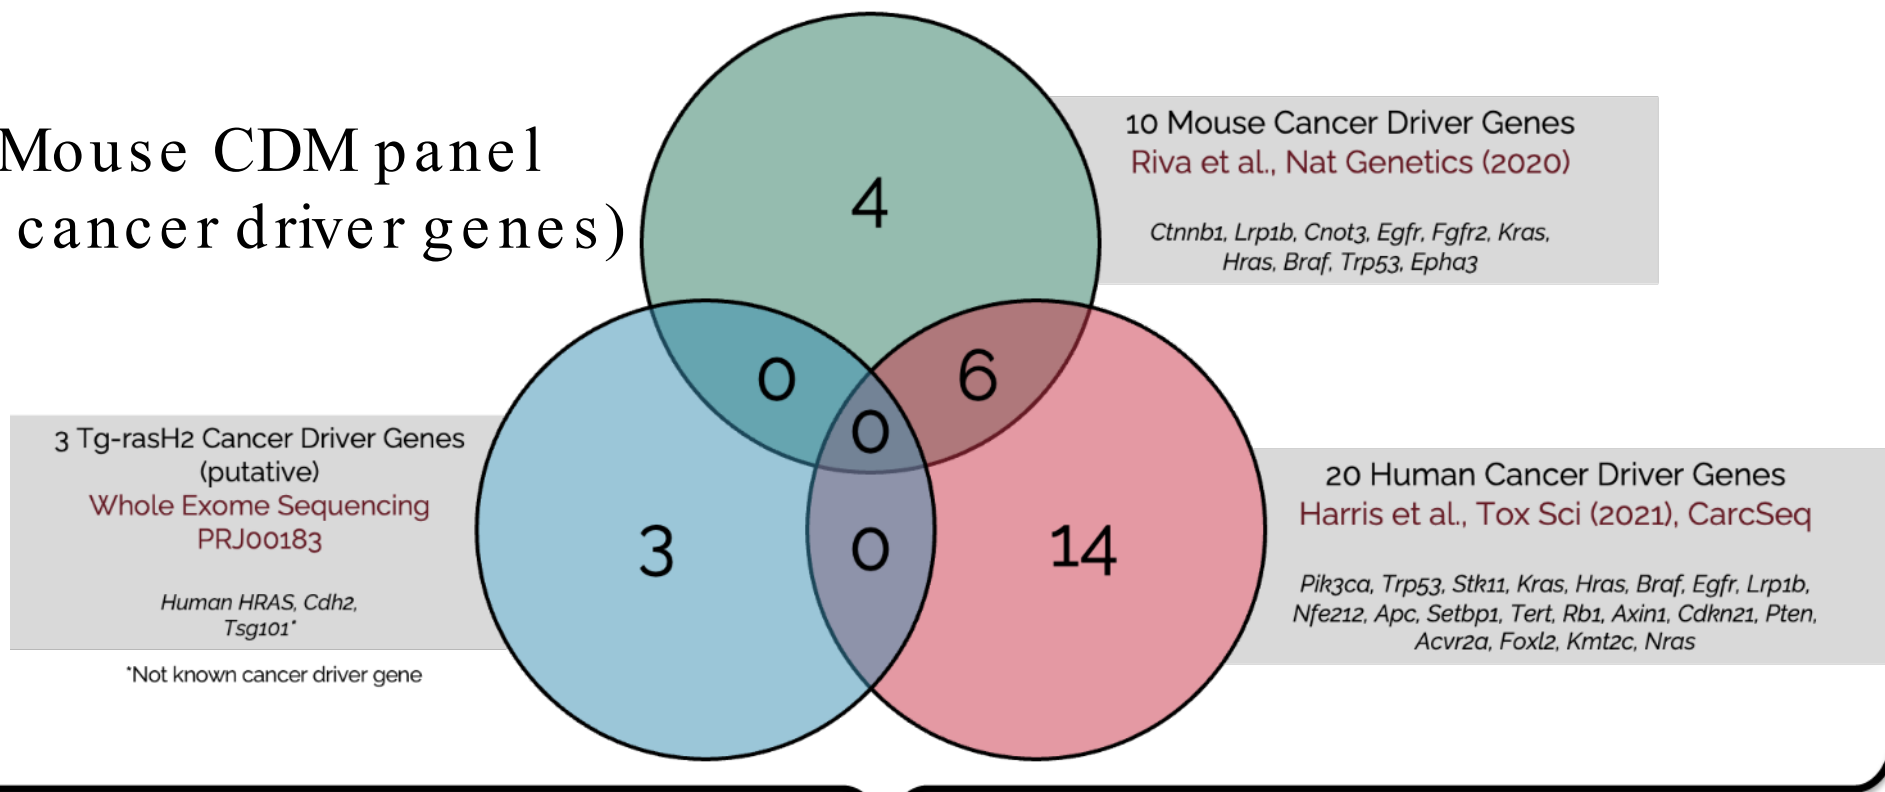 Mouse CDM panel
cancer driver genes)
4
10 Mouse Cancer Driver Genes
Riva et al., Nat Genetics (2020)
Ctnnb1, Lrp1b, Cnot3, Egfr, Fgfr2, Kras,
Hras, Braf, Trp53, Epha3
0
6
0
3 Tg-rasH2 Cancer Driver Genes
(putative)
Whole Exome Sequencing
PRJ00183
Human HRAS, Cdh2,
Tsg101*
*Not known cancer driver gene
3
0
14
20 Human Cancer Driver Genes
Harris et al., Tox Sci (2021), CarcSeq
Pik3ca, Trp53, Stk11, Kras, Hras, Braf, Egfr, Lrp1b,
Nfe212, Apc, Setbp1, Tert, Rb1, Axin1, Cdkn21, Pten,
Acvr2a, Foxl2, Kmt2c, Nras